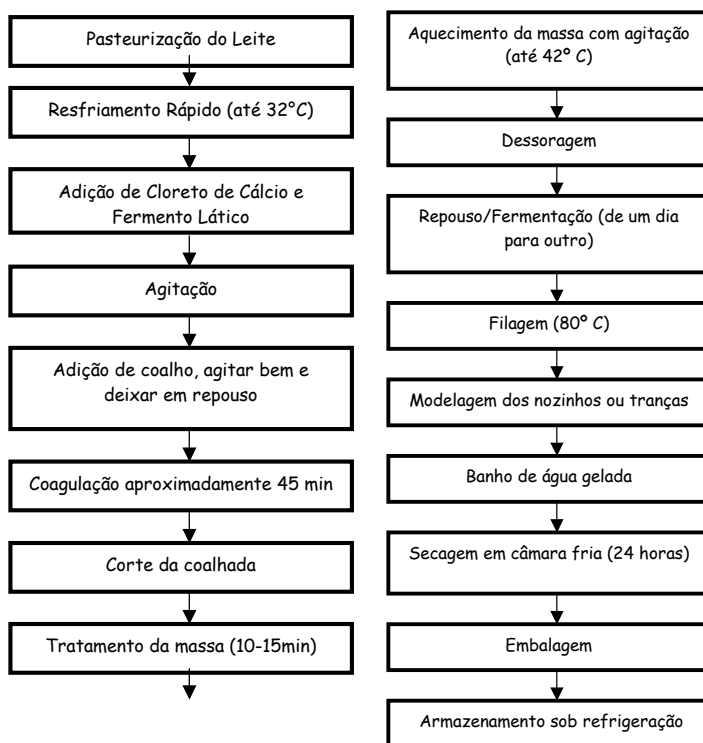 Pasteurização do Leite
Resfriamento Rápido (até 32°C)
Adição de Cloreto de Cálcio e
Fermento Lático
Agitação
Adição de coalho, agitar bem e
deixar em repouso
Coagulação aproximadamente 45 min
Corte da coalhada
Tratamento da massa (10-15min)
Aquecimento da massa com agitação
(até 42º C)
Dessoragem
Repouso/Fermentação (de um dia
para outro)
Filagem (80º C)
Modelagem dos nozinhos ou tranças
Banho de água gelada
Secagem em câmara fria (24 horas)
Embalagem
Armazenamento sob refrigeração